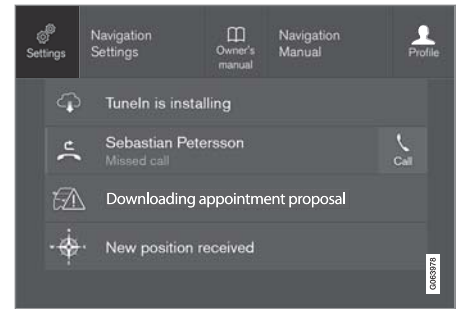 Settings
Navigation
Settings
Owner's
manual
Navigation
Manual
Profile
TuneIn is installing
Sebastian Petersson
Missed call
Call
Downloading appointment proposal
New position received
G063978